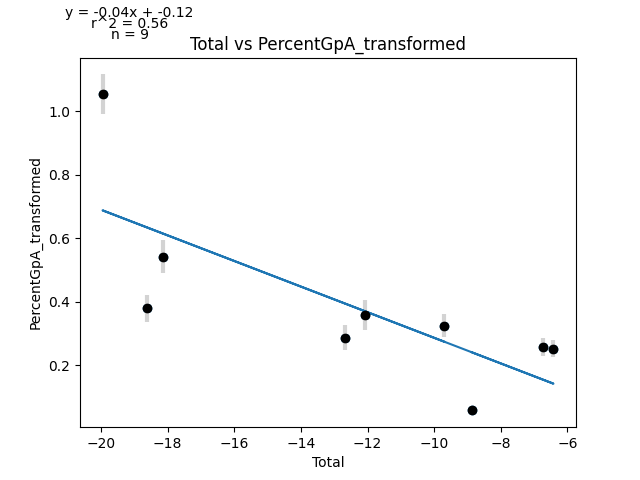 y = -0.04x + -0.12
r^2 = 0.56
n = 9
Total vs PercentGpA_transformed
PercentGpA_transformed
1.0
0.8
0.6
0.4
0.2
−20 −18 −16 −14 −12 −10 −8 −6
Total